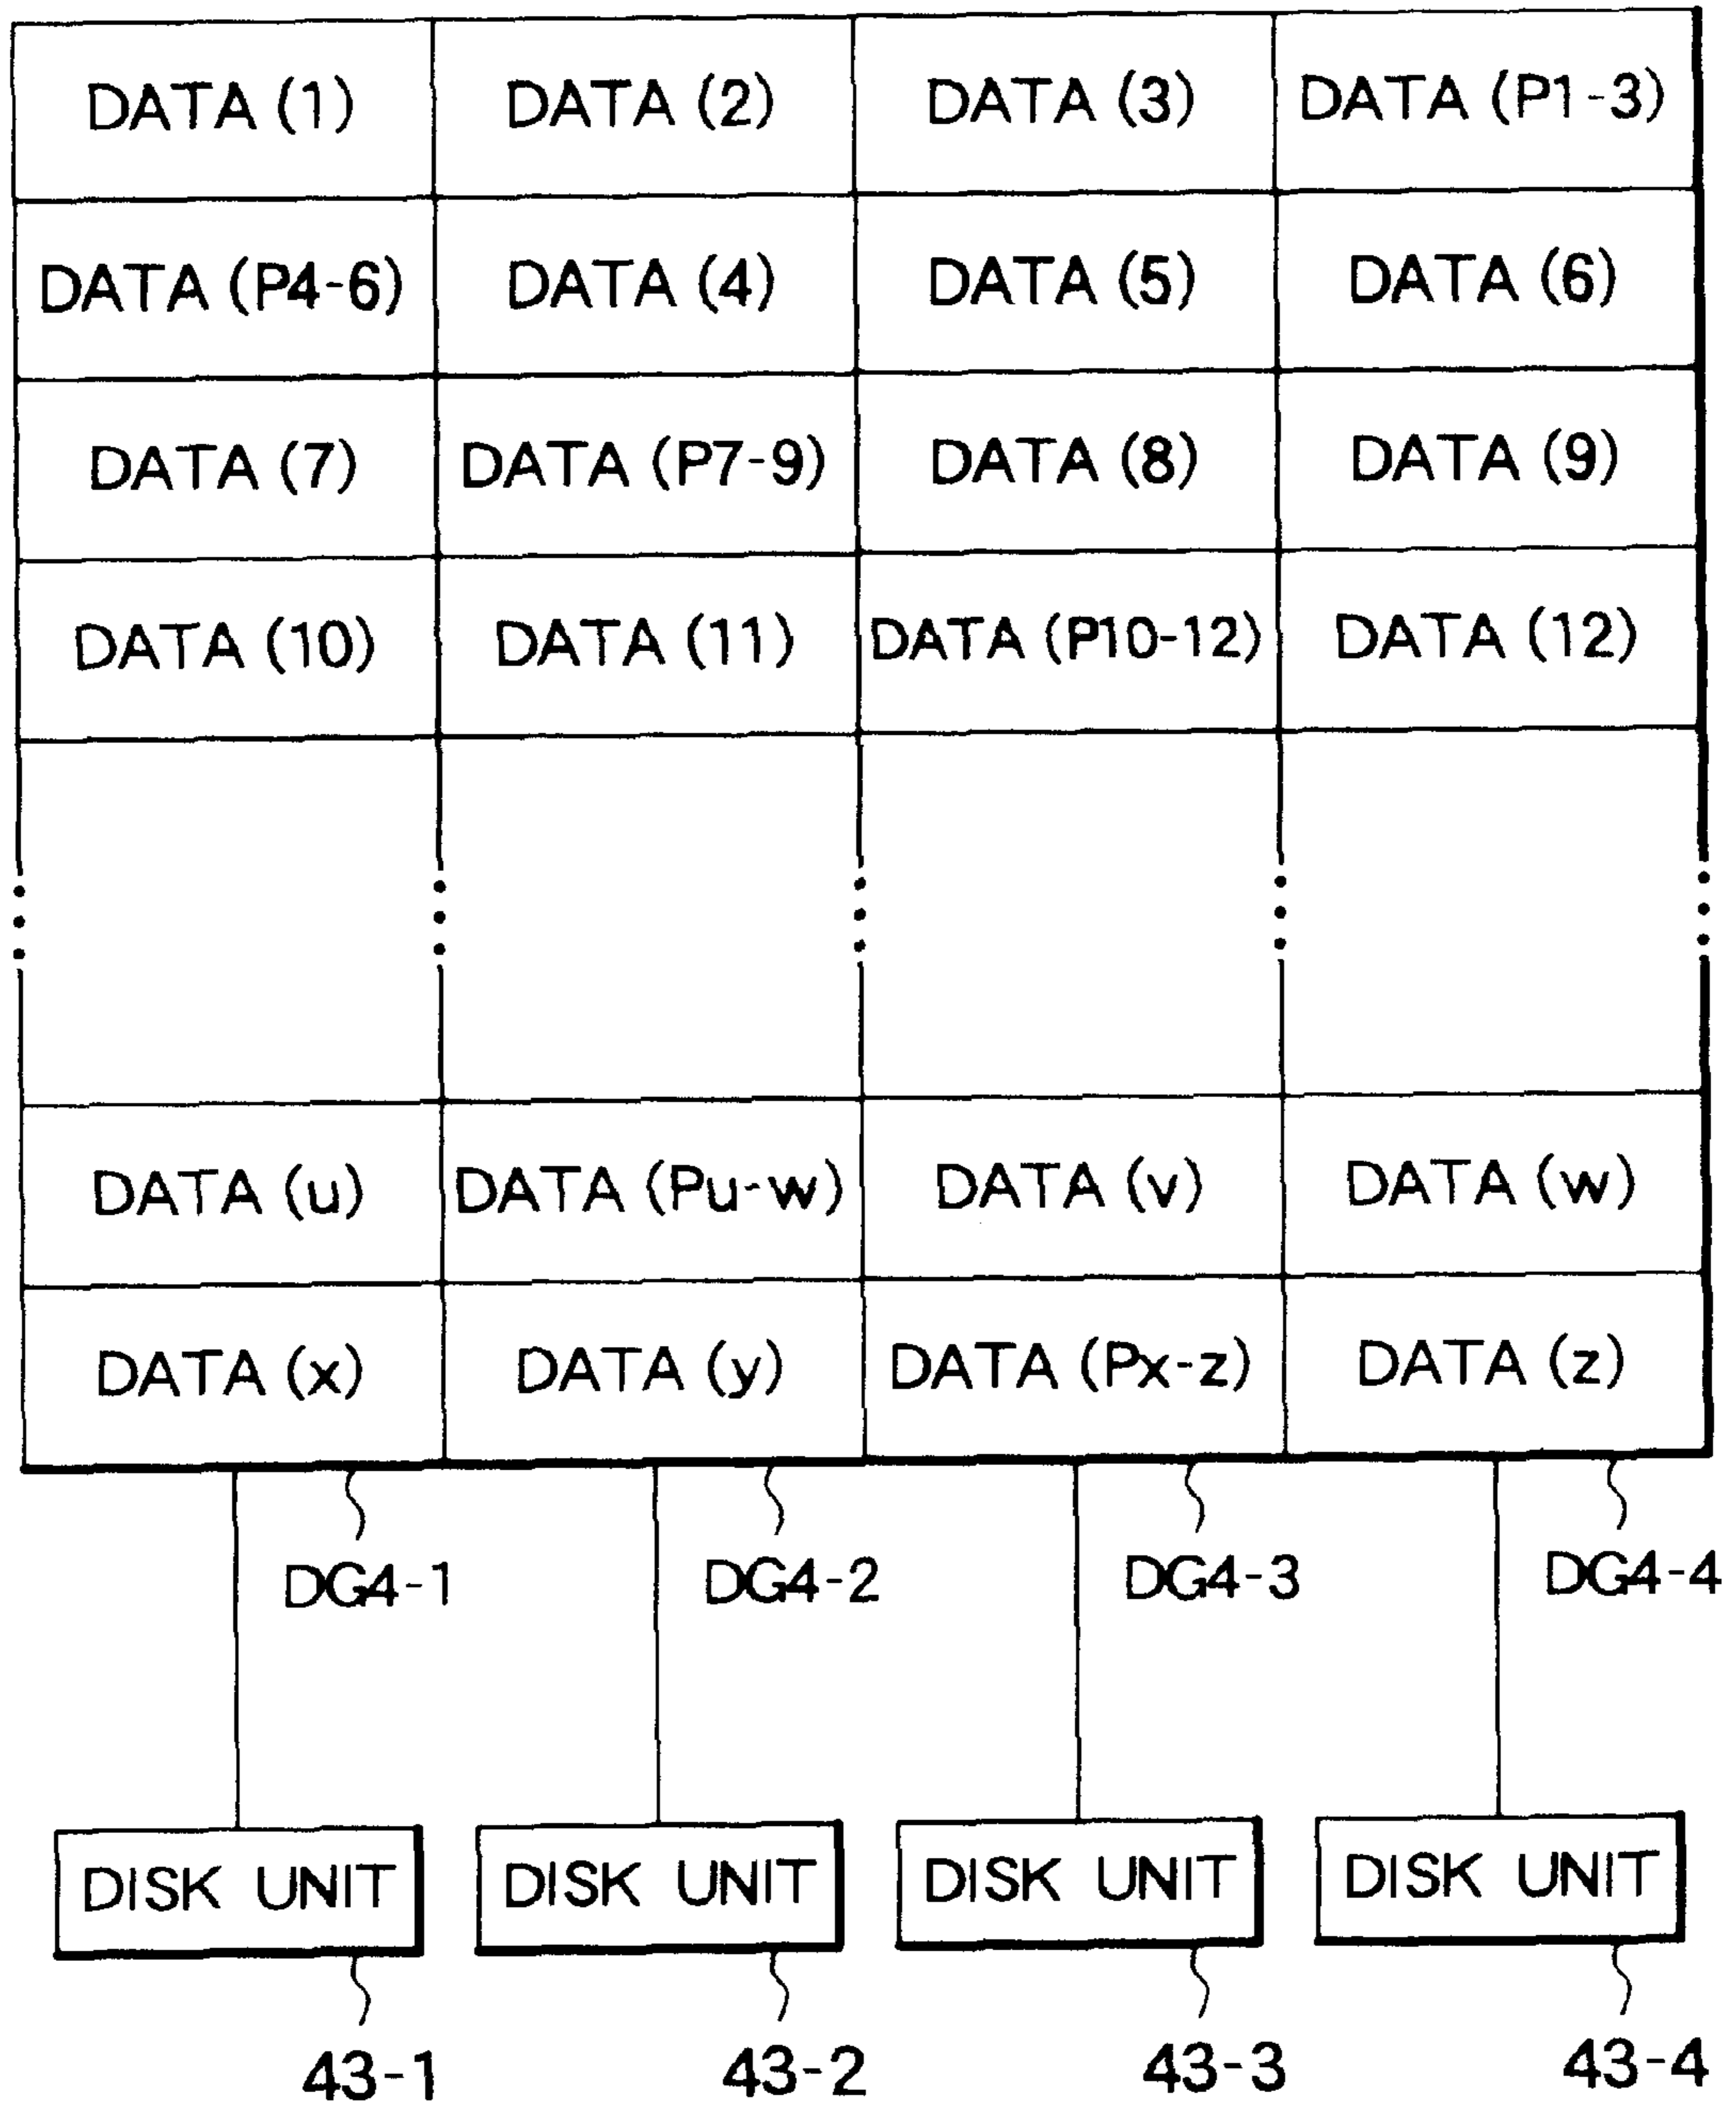 DATA (1) DATA (2) DATA (3) DATA (P1-3)
DATA (P4-6) DATA (4) DATA (5) DATA (6)
DATA (7) DATA (P7-9) DATA (8) DATA (9)
DATA (10) DATA (11) DATA (P10-12) DATA (12)
DATA (u) DATA (Pu-w) DATA (v) DATA (w)
DATA (x) DATA (y) DATA (Px-z) DATA (z)
DG4-1 DG4-2 DG4-3 DG4-4
DISK UNIT DISK UNIT DISK UNIT DISK UNIT
43-1 43-2 43-3 43-4